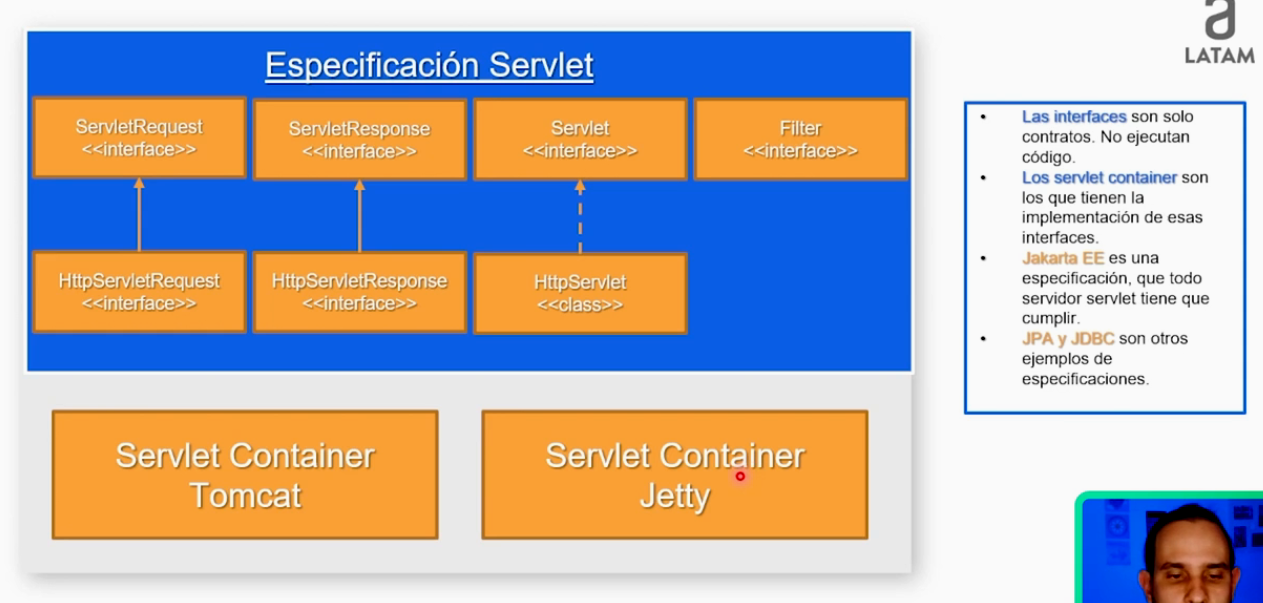 a
LATAM
Especificación Servlet
ServletRequest
<<interface>>
ServletResponse
<<interface>>
Servlet
<<interface>>
Filter
<<interface>>
HttpServletRequest
<<interface>>
HttpServletResponse
<<interface>>
HttpServlet
<<class>>
Servlet Container
Tomcat
Servlet Container
Jetty
• Las interfaces son solo
contratos. No ejecutan
código.
• Los servlet container son
los que tienen la
implementación de esas
interfaces.
• Jakarta EE es una
especificación, que todo
servidor servlet tiene que
cumplir.
• JPA y JDBC son otros
ejemplos de
especificaciones.